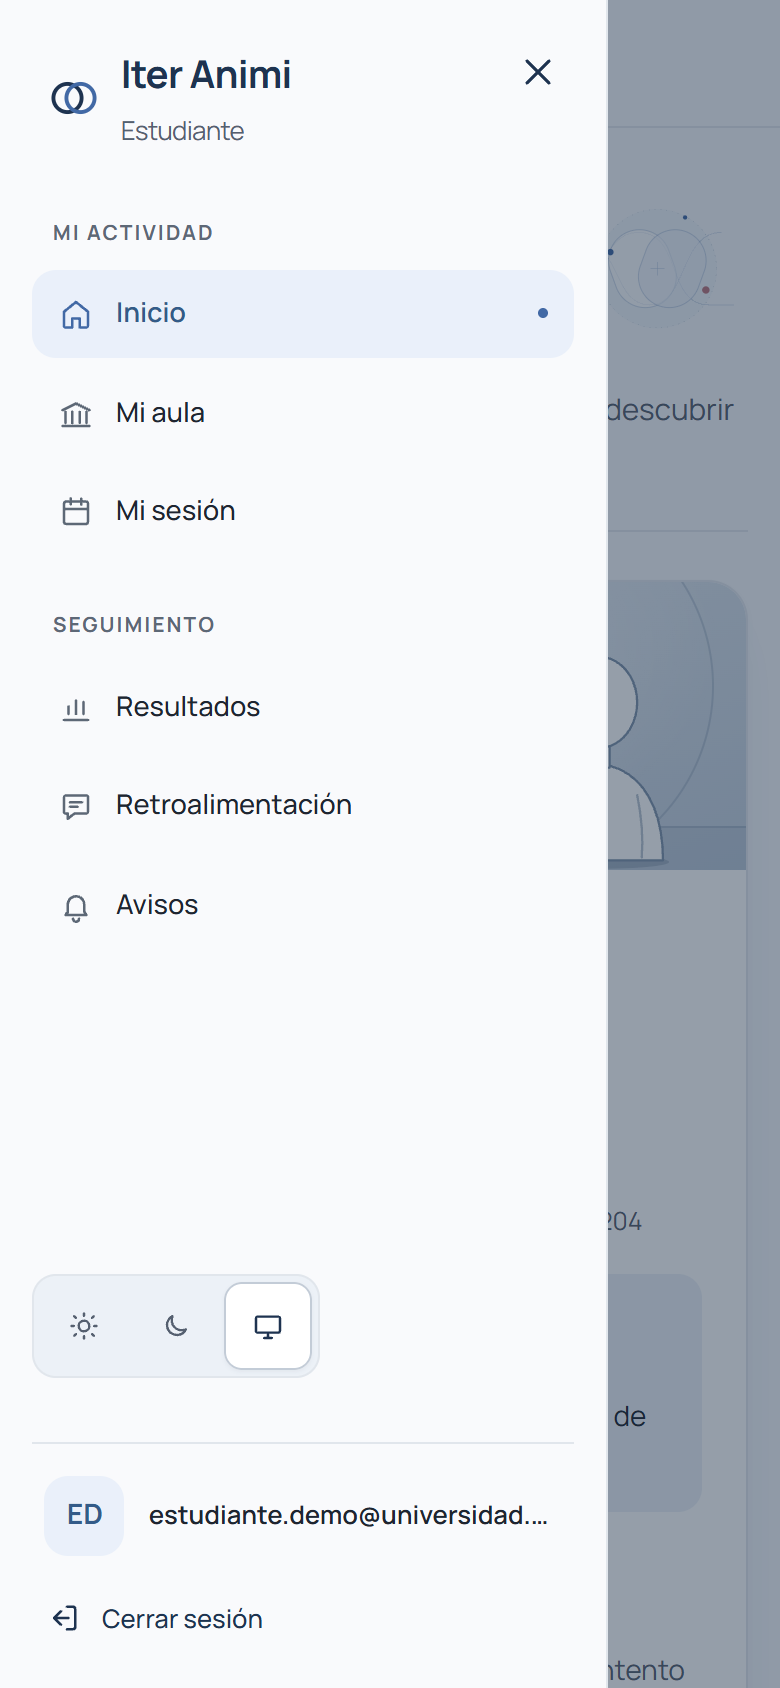 Iter Animi
Estudiante
MI ACTIVIDAD
Inicio
Mi aula
Mi sesión
SEGUIMIENTO
Resultados
Retroalimentación
Avisos
ED
estudiante.demo@universidad.…
Cerrar sesión
descubrir
204
de